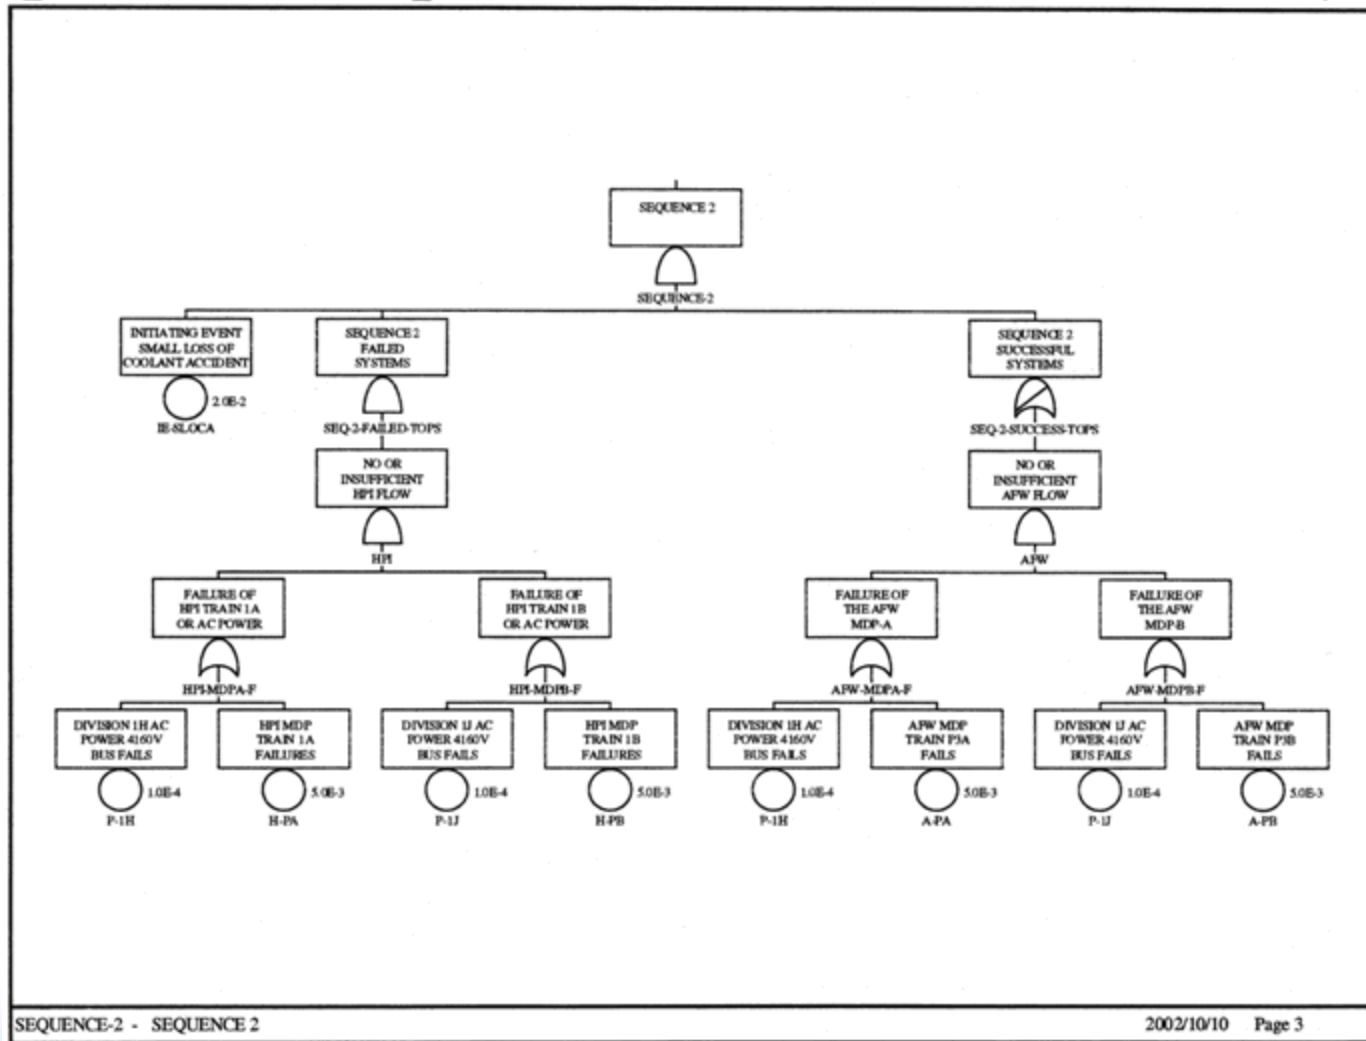 SEQUENCE 2
SEQUENCE-2
INITIATING EVENT
SMALL LOSS OF
COOLANT ACCIDENT
2.0E-2
IE-SLOCA
SEQUENCE 2
FAILED
SYSTEMS
SEQ-2-FAILED-TOPS
SEQUENCE 2
SUCCESSFUL
SYSTEMS
SEQ-2-SUCCESS-TOPS
NO OR
INSUFFICIENT
HPI FLOW
HPI
NO OR
INSUFFICIENT
AFW FLOW
AFW
FAILURE OF
HPI TRAIN 1A
OR AC POWER
HPI-MDPA-F
FAILURE OF
HPI TRAIN 1B
OR AC POWER
HPI-MDPB-F
FAILURE OF
THE AFW
MDP-A
AFW-MDPA-F
FAILURE OF
THE AFW
MDP-B
AFW-MDPB-F
DIVISION 1H AC
POWER 4160V
BUS FAILS
1.0E-4
P-1H
HPI MDP
TRAIN 1A
FAILURES
5.0E-3
H-PA
DIVISION 1J AC
POWER 4160V
BUS FAILS
1.0E-4
P-1J
HPI MDP
TRAIN 1B
FAILURES
5.0E-3
H-PB
DIVISION 1H AC
POWER 4160V
BUS FAILS
1.0E-4
P-1H
AFW MDP
TRAIN P3A
FAILS
5.0E-3
A-PA
DIVISION 1J AC
POWER 4160V
BUS FAILS
1.0E-4
P-1J
AFW MDP
TRAIN P3B
FAILS
5.0E-3
A-PB
SEQUENCE-2 - SEQUENCE 2
2002/10/10 Page 3